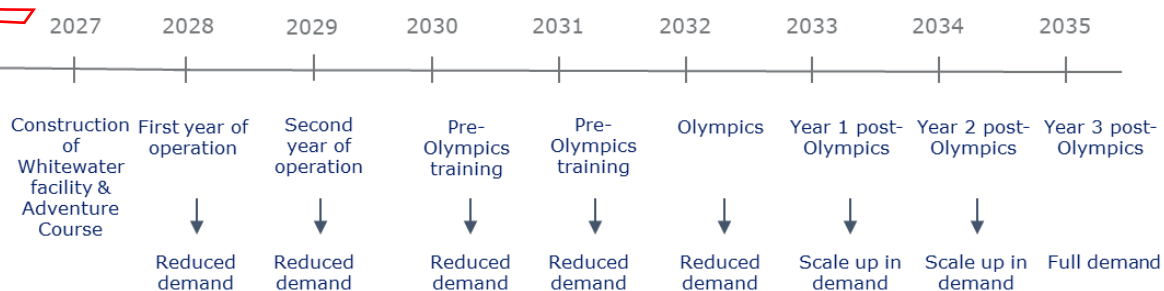 2027 2028 2029 2030 2031 2032 2033 2034 2035
Construction
of
Whitewater
facility &
Adventure
Course
First year of
operation
Second
year of
operation
Pre-
Olympics
training
Pre-
Olympics
training
Olympics
Year 1 post-
Olympics
Year 2 post-
Olympics
Year 3 post-
Olympics
Reduced
demand
Reduced
demand
Reduced
demand
Reduced
demand
Reduced
demand
Scale up in
demand
Scale up in
demand
Full demand